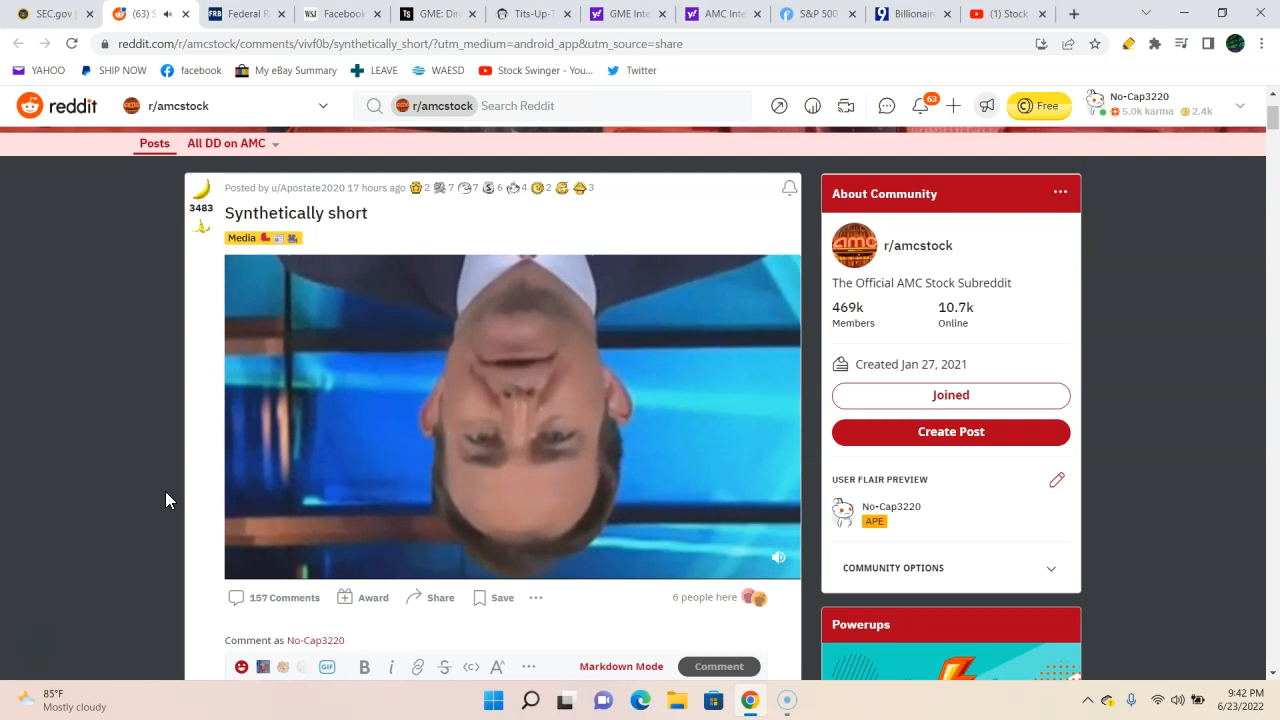 SEC.gov
(63) S
Federal R
Facebook
GME: Du
Tits-Up /
GME Inte
AMC Inte
S&P 500
Billionair
(1) Stock
reddit.com/r/amcstock/comments/vivf0b/synthetically_short/?utm_medium=android_app&utm_source=share
YAHOO
SHIP NOW
facebook
My eBay Summary
LEAVE
WAESD
Stock Swinger - You...
Twitter
reddit
r/amcstock
r/amcstock Search Reddit
63
Free
No-Cap3220
5.0k karma 2.4k
Posts
All DD on AMC
3483
Posted by u/Apostate2020 17 hours ago 2 7 7 6 4 2 3
Synthetically short
Media
157 Comments
Award
Share
Save
6 people here
Comment as No-Cap3220
GIF
B
i
Markdown Mode
Comment
About Community
amc
r/amcstock
The Official AMC Stock Subreddit
469k
Members
10.7k
Online
Created Jan 27, 2021
Joined
Create Post
USER FLAIR PREVIEW
No-Cap3220
APE
COMMUNITY OPTIONS
Powerups
85°F
Mostly cloudy
9:42 PM
6/23/2022